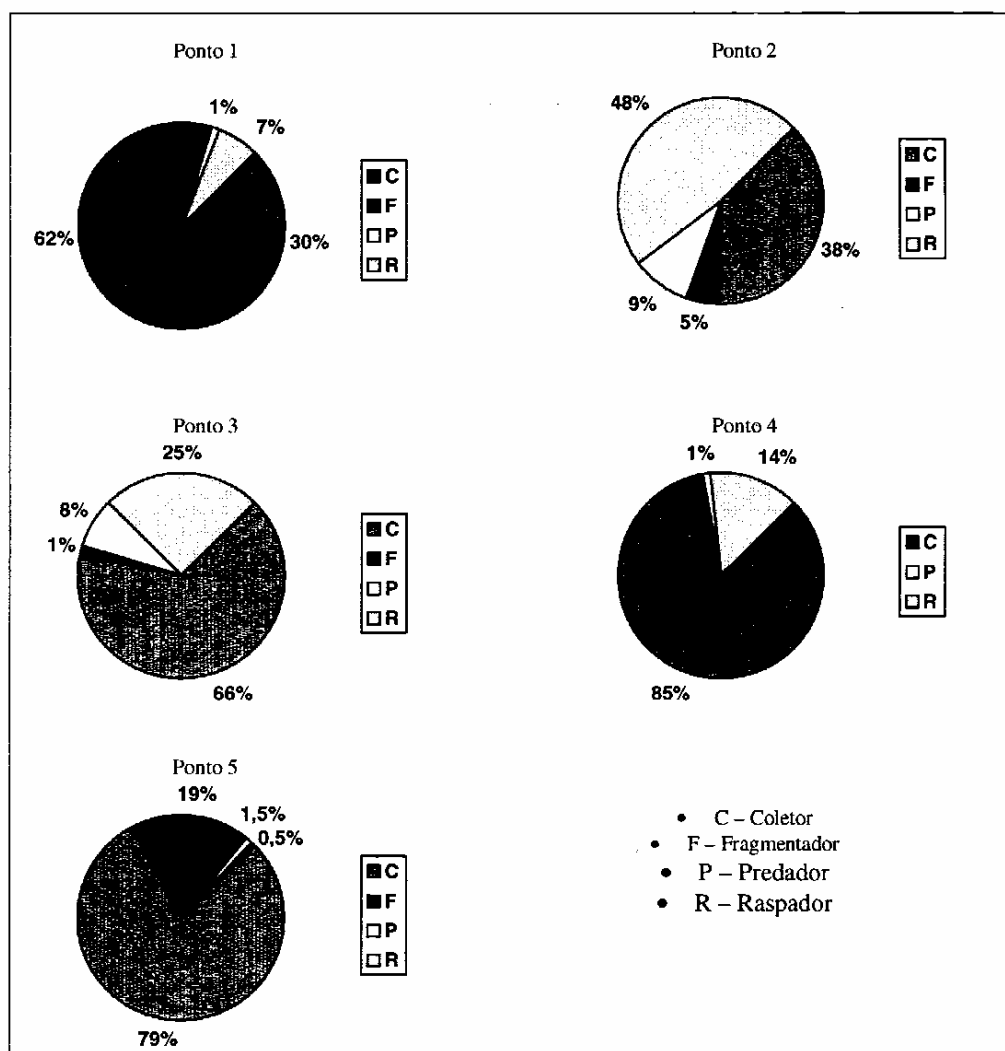 Ponto 1
1%
7%
62%
30%
C
F
P
R
Ponto 2
48%
38%
9%
5%
C
F
P
R
Ponto 3
25%
8%
1%
66%
C
F
P
R
Ponto 4
1%
14%
85%
C
P
R
Ponto 5
19%
1,5%
0,5%
79%
C
F
P
R
• C – Coletor
• F – Fragmentador
• P – Predador
• R – Raspador